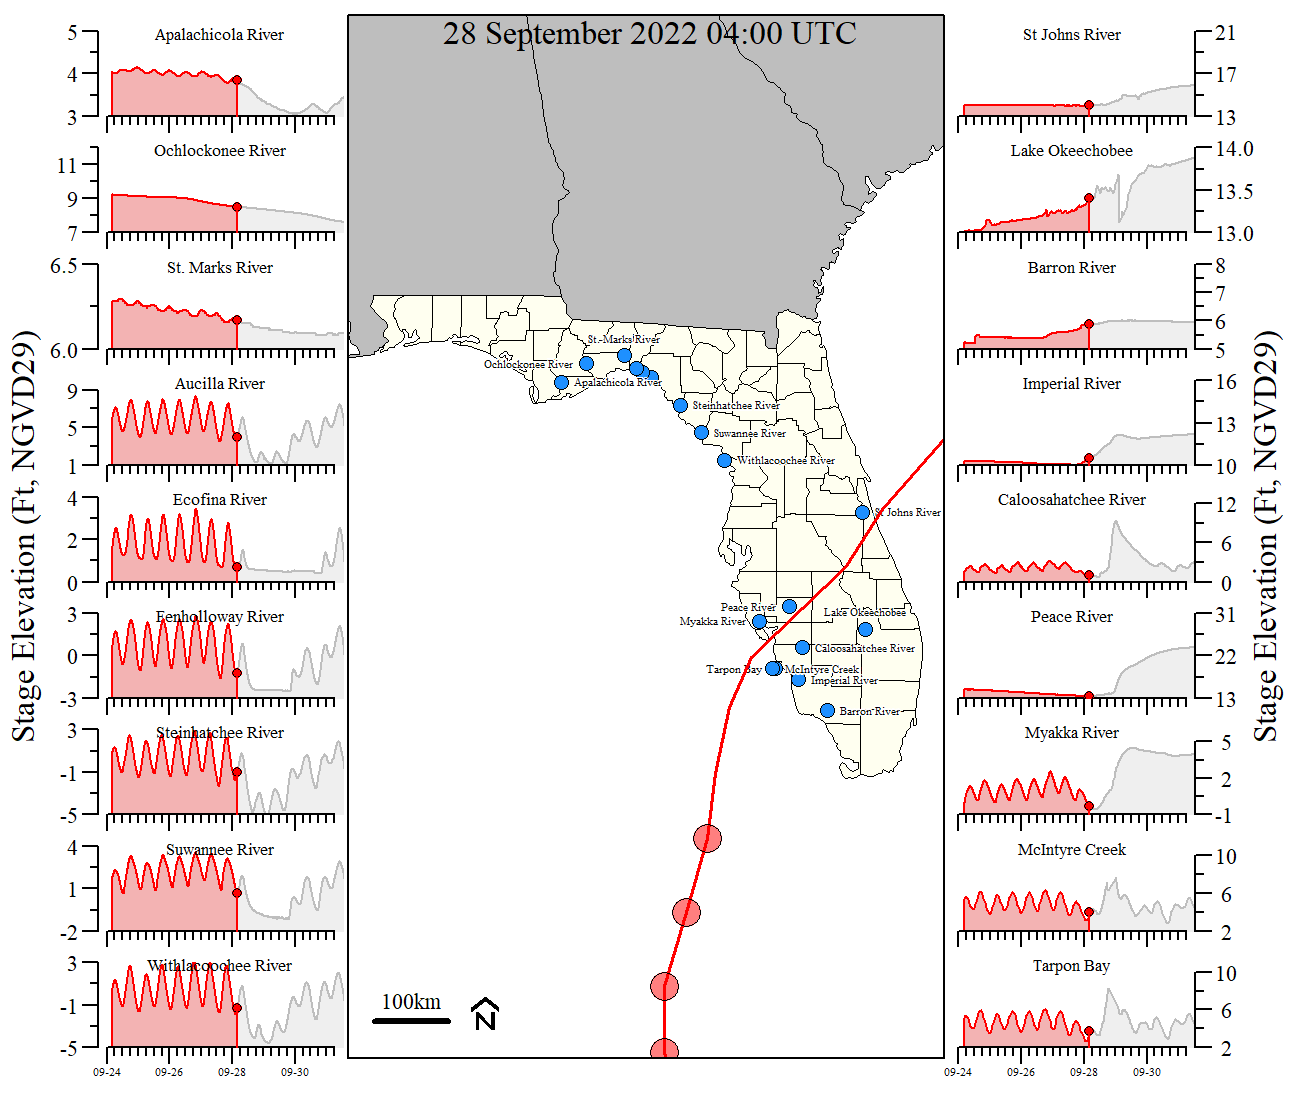 28 September 2022 04:00 UTC
Stage Elevation (Ft, NGVD29)
Apalachicola River
5
4
3
Ochlockonee River
11
9
7
St. Marks River
6.5
6.0
Aucilla River
9
5
1
Ecofina River
4
2
0
Fenholloway River
3
0
-3
Steinhatchee River
3
-1
-5
Suwannee River
4
1
-2
Withlacoochee River
3
-1
-5
09-24
09-26
09-28
09-30
St. Marks River
Ochlockonee River
Apalachicola River
Steinhatchee River
Suwannee River
Withlacoochee River
St Johns River
Peace River
Lake Okeechobee
Myakka River
Caloosahatchee River
Tarpon Bay
McIntyre Creek
Imperial River
Barron River
100km
N
St Johns River
21
17
13
Lake Okeechobee
14.0
13.5
13.0
Barron River
8
7
6
5
Imperial River
16
13
10
Caloosahatchee River
12
6
0
Peace River
31
22
13
Myakka River
5
2
-1
McIntyre Creek
10
6
2
Tarpon Bay
10
6
2
09-24
09-26
09-28
09-30
Stage Elevation (Ft, NGVD29)